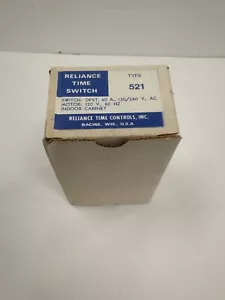 RELIANCE
TIME
SWITCH
TYPE
521
SWITCH: DPST, 40 A., 120/240 V., AC
MOTOR: 120 V., 60 HZ
INDOOR CABINET
RELIANCE TIME CONTROLS, INC.
RACINE, WIS., U.S.A.